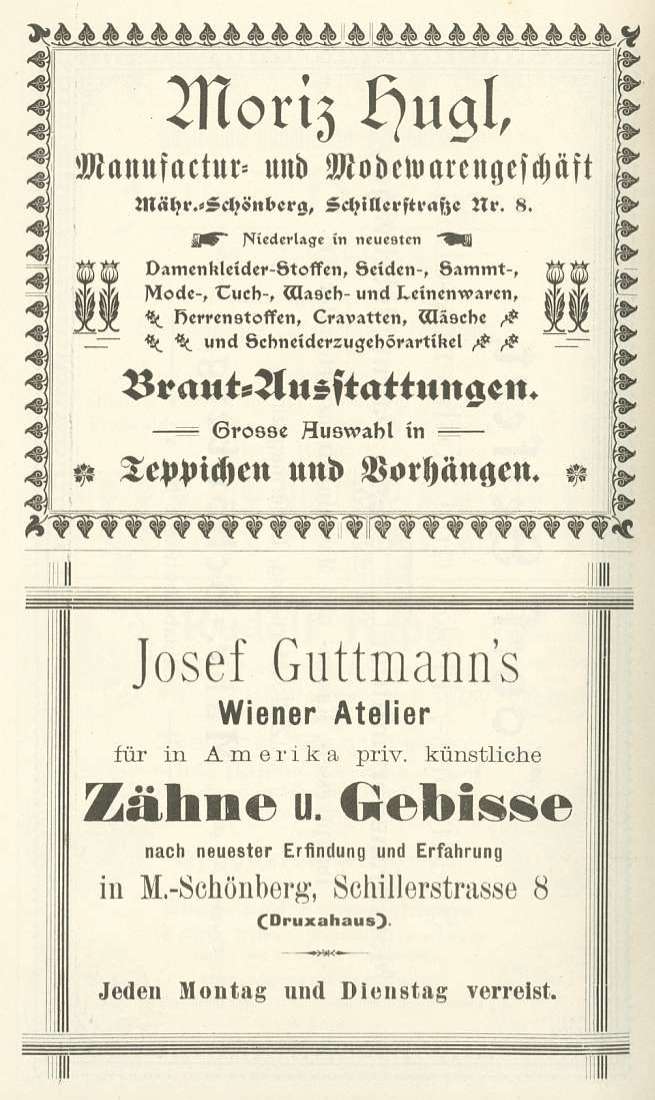 Moriz Hugl,
Manufactur- und Modewarengeschäft
Mähr.-Schönberg, Schillerstraße Nr. 8.
Niederlage in neuesten
Damenkleider-Stoffen, Seiden-, Sammt-,
Mode-, Tuch-, Wasch- und Leinenwaren,
Herrenstoffen, Cravatten, Wäsche
und Schneiderzugehörartikel
Braut-Ausstattungen.
Grosse Auswahl in
Teppichen und Vorhängen.
Josef Guttmann's
Wiener Atelier
für in Amerika priv. künstliche
Zähne u. Gebisse
nach neuester Erfindung und Erfahrung
in M.-Schönberg, Schillerstrasse 8
(Druxahaus).
Jeden Montag und Dienstag verreist.